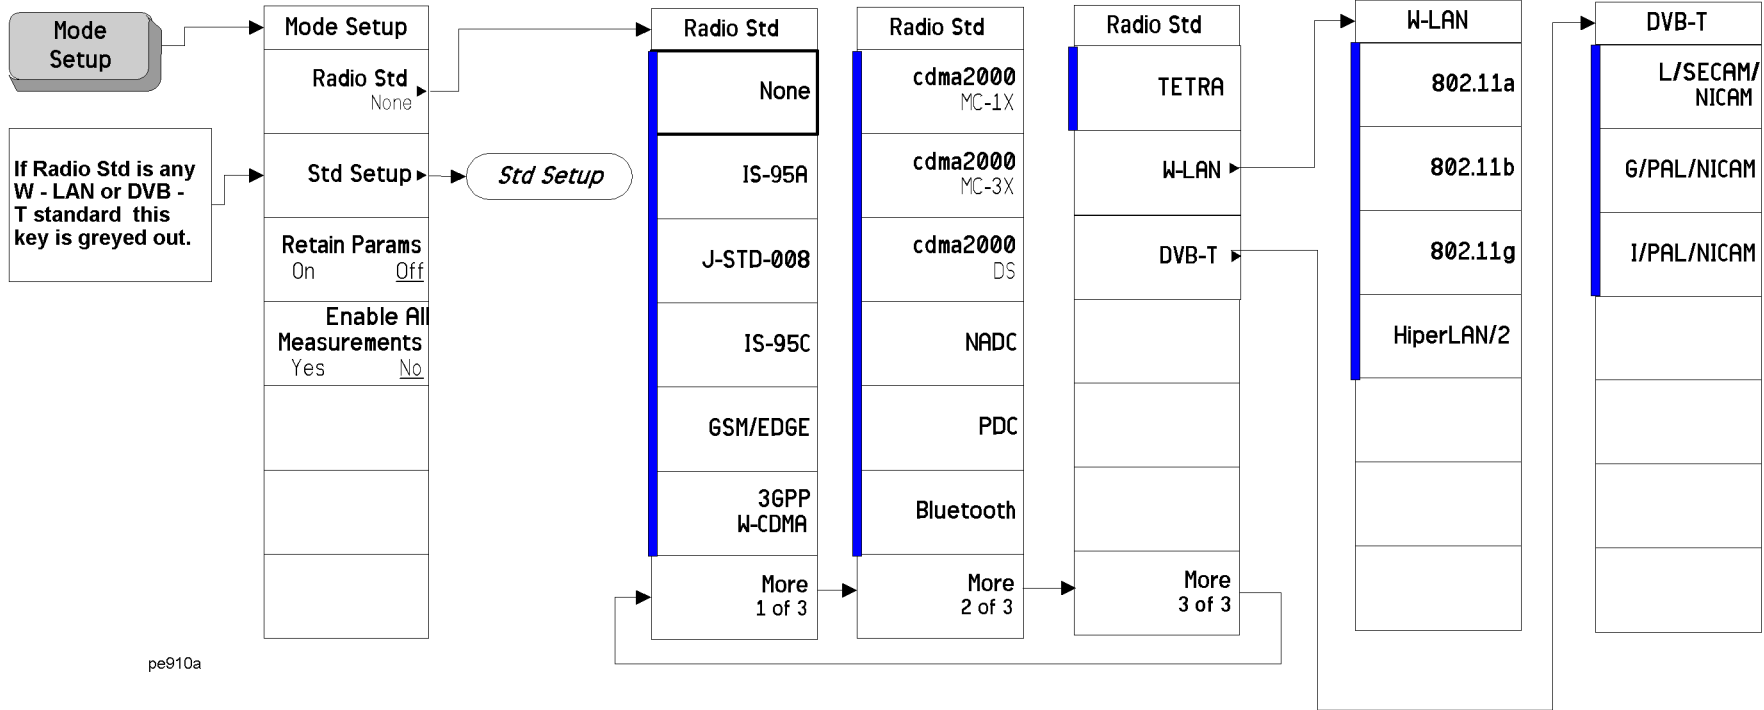 Mode
Setup
If Radio Std is any
W - LAN or DVB -
T standard this
key is greyed out.
Mode Setup
Radio Std
None
Std Setup
Retain Params
On Off
Enable All
Measurements
Yes No
Std Setup
Radio Std
None
IS-95A
J-STD-008
IS-95C
GSM/EDGE
3GPP
W-CDMA
More
1 of 3
Radio Std
cdma2000
MC-1X
cdma2000
MC-3X
cdma2000
DS
NADC
PDC
Bluetooth
More
2 of 3
Radio Std
TETRA
W-LAN
DVB-T
More
3 of 3
W-LAN
802.11a
802.11b
802.11g
HiperLAN/2
DVB-T
L/SECAM/
NICAM
G/PAL/NICAM
I/PAL/NICAM
pe910a